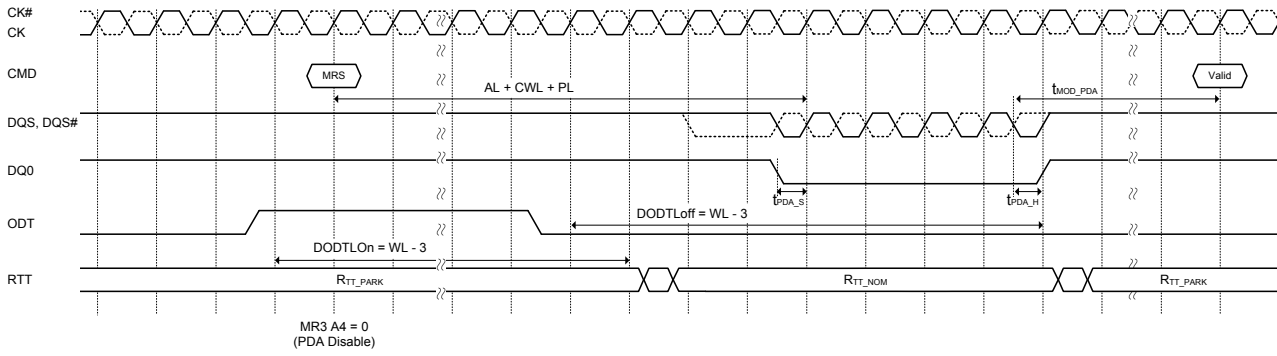 CK#
CK
CMD
MRS
Valid
AL + CWL + PL
tMOD_PDA
DQS, DQS#
DQ0
tPDA_S
tPDA_H
ODT
DODTLoff = WL - 3
DODTLOn = WL - 3
RTT
RTT_PARK
RTT_NOM
RTT_PARK
MR3 A4 = 0
(PDA Disable)